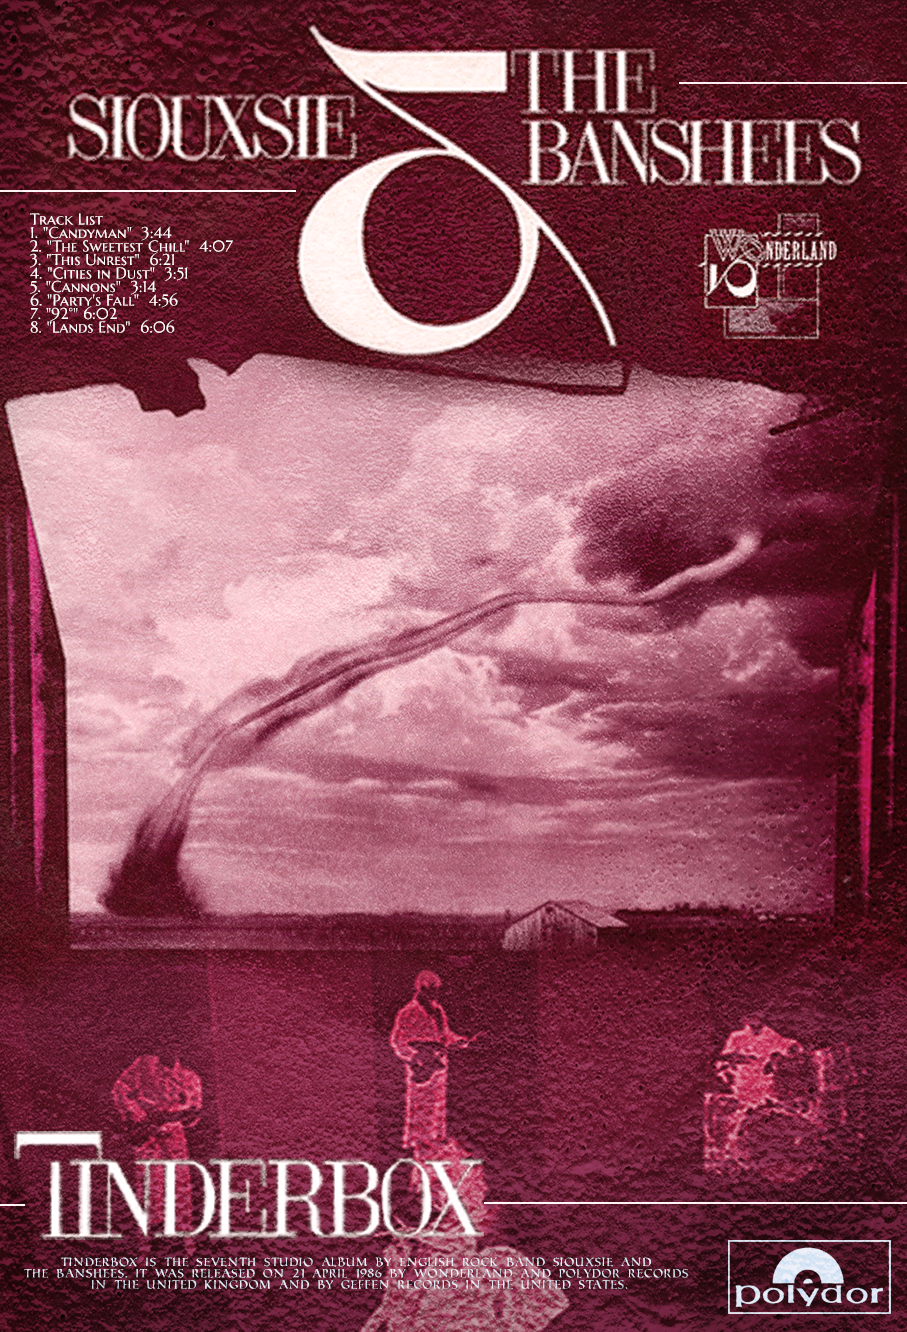 SIOUXSIE & THE
BANSHEES
TRACK LIST
1. "CANDYMAN" 3:44
2. "THE SWEETEST CHILL" 4:07
3. "THIS UNREST" 6:21
4. "CITIES IN DUST" 3:51
5. "CANNONS" 3:14
6. "PARTY'S FALL" 4:56
7. "92°" 6:02
8. "LANDS END" 6:06
WONDERLAND
TINDERBOX
TINDERBOX IS THE SEVENTH STUDIO ALBUM BY ENGLISH ROCK BAND SIOUXSIE AND
THE BANSHEES. IT WAS RELEASED ON 21 APRIL 1986 BY WONDERLAND AND POLYDOR RECORDS
IN THE UNITED KINGDOM AND BY GEFFEN RECORDS IN THE UNITED STATES.
polydor